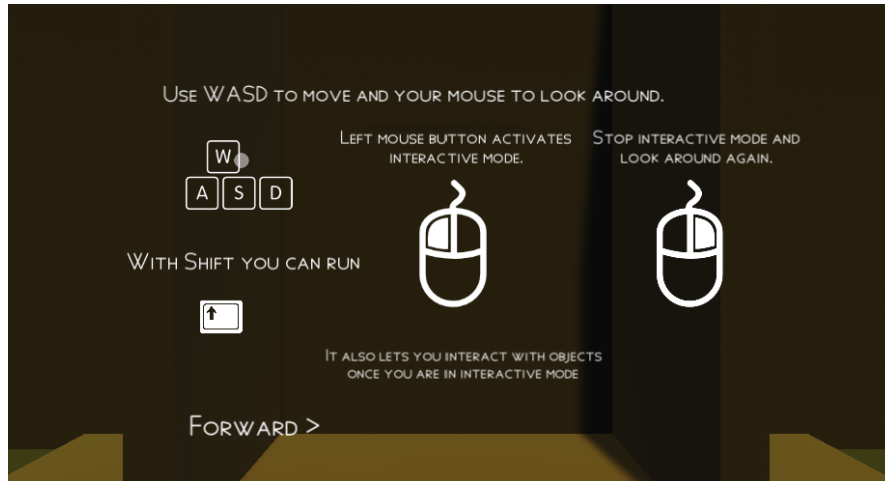 Use WASD to move and your mouse to look around.
Left mouse button activates
interactive mode.
Stop interactive mode and
look around again.
W
A S D
With Shift you can run
It also lets you interact with objects
once you are in interactive mode
Forward >